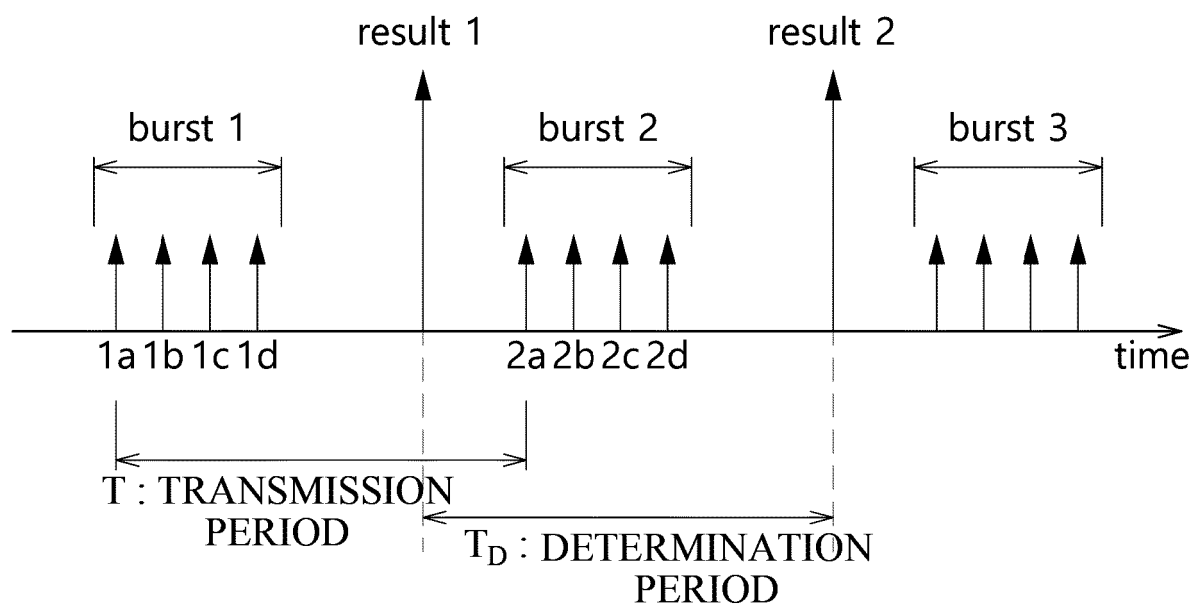 result 1
result 2
burst 1
burst 2
burst 3
1a 1b 1c 1d
2a 2b 2c 2d
time
T : TRANSMISSION
PERIOD
T_D : DETERMINATION
PERIOD